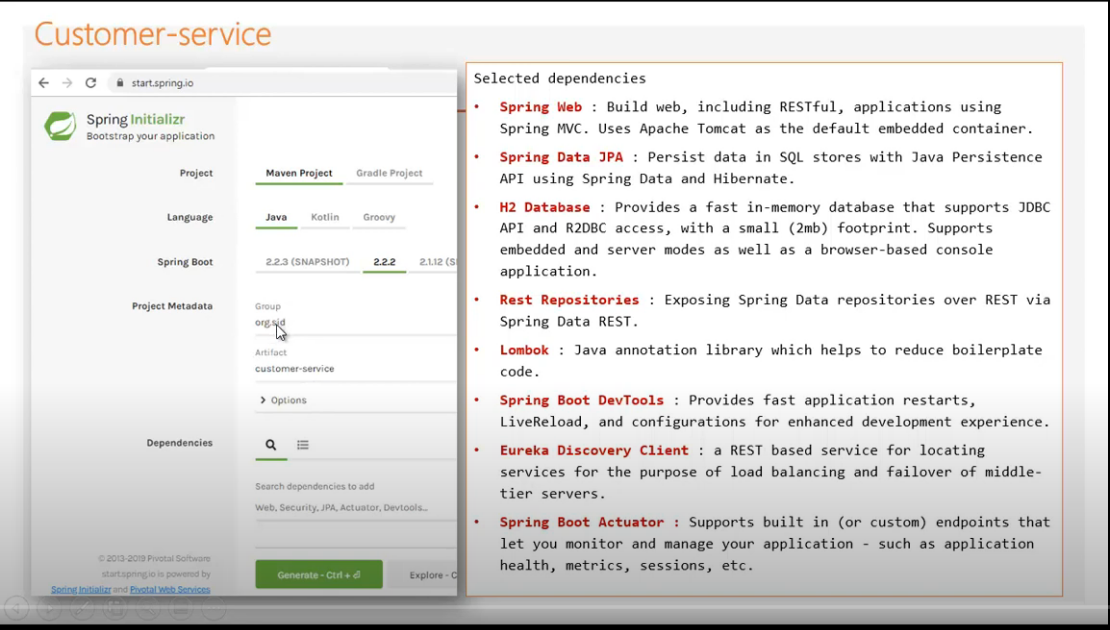 Customer-service
start.spring.io
Spring Initializr
Bootstrap your application
Project
Maven Project
Gradle Project
Language
Java
Kotlin
Groovy
Spring Boot
2.2.3 (SNAPSHOT)
2.2.2
2.1.12 (S
Project Metadata
Group
org.sid
Artifact
customer-service
Options
Dependencies
Search dependencies to add
Web, Security, JPA, Actuator, Devtools...
© 2013-2019 Pivotal Software
start.spring.io is powered by
Spring Initializr and Pivotal Web Services
Generate - Ctrl +
Explore - C
Selected dependencies
• Spring Web : Build web, including RESTful, applications using
Spring MVC. Uses Apache Tomcat as the default embedded container.
• Spring Data JPA : Persist data in SQL stores with Java Persistence
API using Spring Data and Hibernate.
• H2 Database : Provides a fast in-memory database that supports JDBC
API and R2DBC access, with a small (2mb) footprint. Supports
embedded and server modes as well as a browser-based console
application.
• Rest Repositories : Exposing Spring Data repositories over REST via
Spring Data REST.
• Lombok : Java annotation library which helps to reduce boilerplate
code.
• Spring Boot DevTools : Provides fast application restarts,
LiveReload, and configurations for enhanced development experience.
• Eureka Discovery Client : a REST based service for locating
services for the purpose of load balancing and failover of middle-
tier servers.
• Spring Boot Actuator : Supports built in (or custom) endpoints that
let you monitor and manage your application - such as application
health, metrics, sessions, etc.